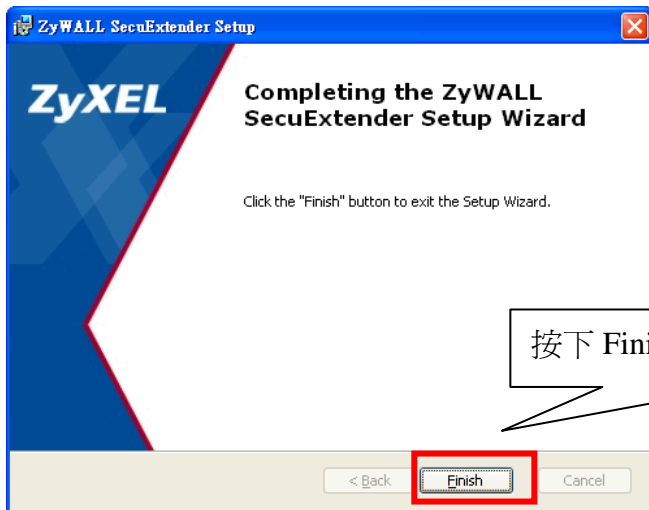 ZyWALL SecuExtender Setup
ZyXEL
Completing the ZyWALL
SecuExtender Setup Wizard
Click the "Finish" button to exit the Setup Wizard.
按下 Fini
< Back
Finish
Cancel